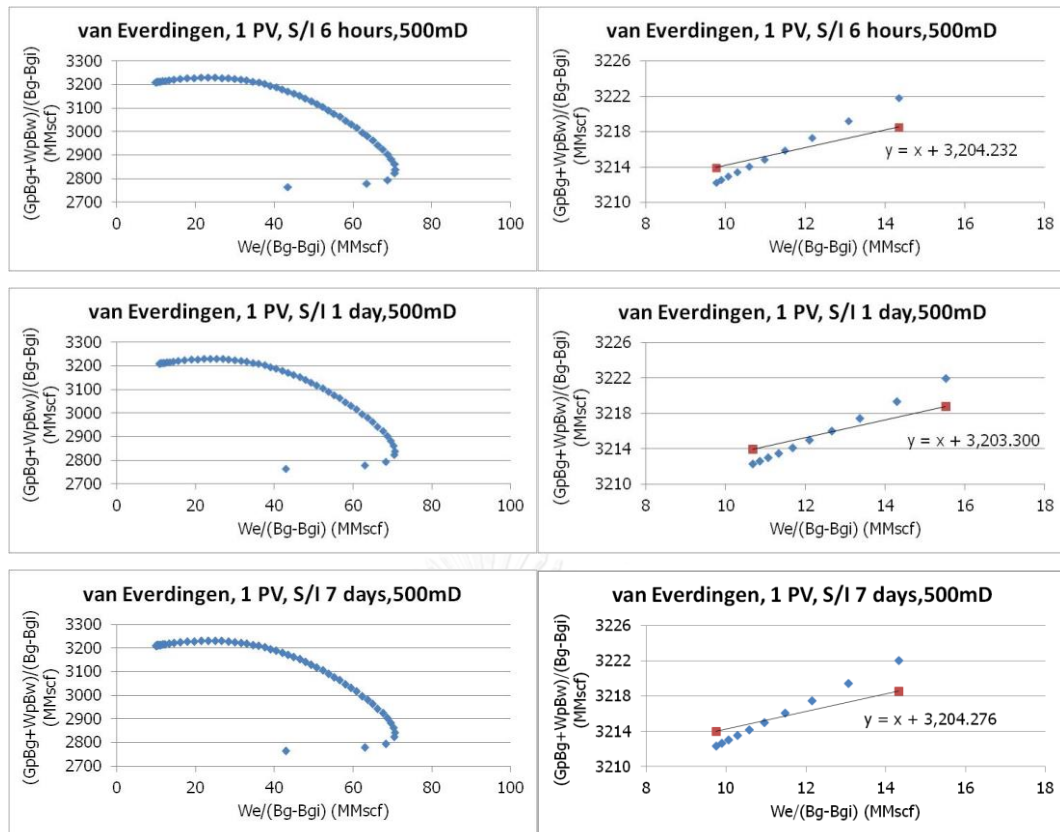 van Everdingen, 1 PV, S/I 6 hours,500mD
(GpBg+WpBw)/(Bg-Bgi)
(MMscf)
3300
3200
3100
3000
2900
2800
2700
0 20 40 60 80 100
We/(Bg-Bgi) (MMscf)
van Everdingen, 1 PV, S/I 6 hours,500mD
(GpBg+WpBw)/(Bg-Bgi)
(MMscf)
3226
3222
3218
3214
3210
y = x + 3,204.232
8 10 12 14 16 18
We/(Bg-Bgi) (MMscf)
van Everdingen, 1 PV, S/I 1 day,500mD
(GpBg+WpBw)/(Bg-Bgi)
(MMscf)
3300
3200
3100
3000
2900
2800
2700
0 20 40 60 80 100
We/(Bg-Bgi) (MMscf)
van Everdingen, 1 PV, S/I 1 day,500mD
(GpBg+WpBw)/(Bg-Bgi)
(MMscf)
3226
3222
3218
3214
3210
y = x + 3,203.300
8 10 12 14 16 18
We/(Bg-Bgi) (MMscf)
van Everdingen, 1 PV, S/I 7 days,500mD
(GpBg+WpBw)/(Bg-Bgi)
(MMscf)
3300
3200
3100
3000
2900
2800
2700
0 20 40 60 80 100
We/(Bg-Bgi) (MMscf)
van Everdingen, 1 PV, S/I 7 days,500mD
(GpBg+WpBw)/(Bg-Bgi)
(MMscf)
3226
3222
3218
3214
3210
y = x + 3,204.276
8 10 12 14 16 18
We/(Bg-Bgi) (MMscf)